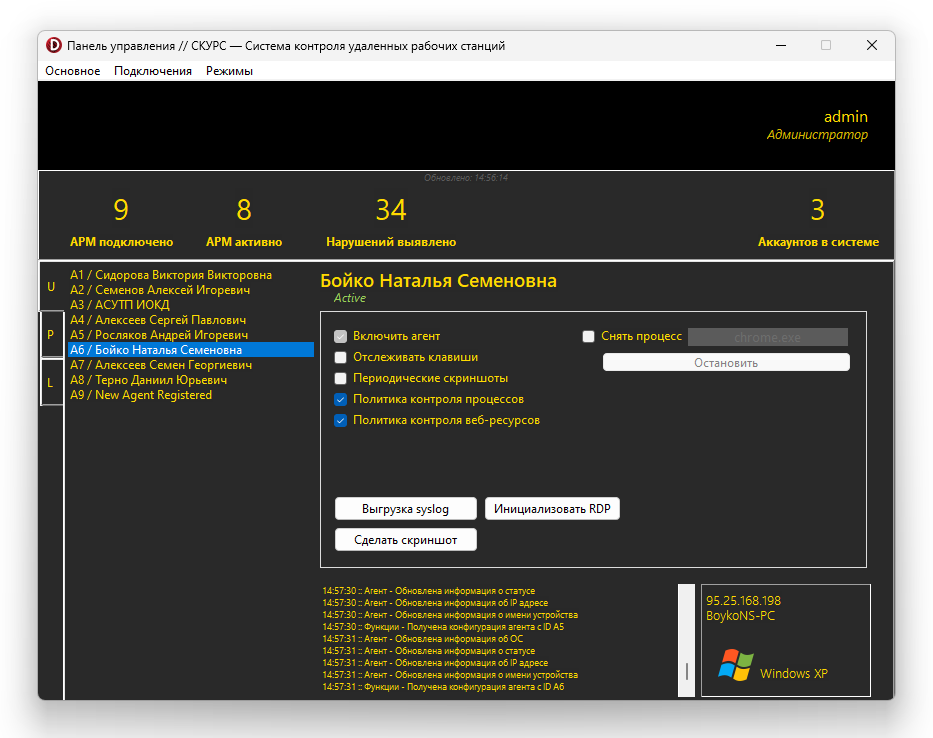 Панель управления // СКУРС — Система контроля удаленных рабочих станций
Основное Подключения Режимы
admin
Администратор
Обновлено: 14:56:14
9 8 34 3
АРМ подключено АРМ активно Нарушений выявлено Аккаунтов в системе
U
P
L
A1 / Сидорова Виктория Викторовна
A2 / Семенов Алексей Игоревич
A3 / АСУТП ИОКД
A4 / Алексеев Сергей Павлович
A5 / Росляков Андрей Игоревич
A6 / Бойко Наталья Семеновна
A7 / Алексеев Семен Георгиевич
A8 / Терно Даниил Юрьевич
A9 / New Agent Registered
Бойко Наталья Семеновна
Active
Включить агент
Отслеживать клавиши
Периодические скриншоты
Политика контроля процессов
Политика контроля веб-ресурсов
Снять процесс chrome.exe
Остановить
Выгрузка syslog Инициализовать RDP
Сделать скриншот
14:57:30 :: Агент - Обновлена информация о статусе
14:57:30 :: Агент - Обновлена информация об IP адресе
14:57:30 :: Агент - Обновлена информация о имени устройства
14:57:30 :: Функции - Получена конфигурация агента с ID A5
14:57:31 :: Агент - Обновлена информация об ОС
14:57:31 :: Агент - Обновлена информация о статусе
14:57:31 :: Агент - Обновлена информация об IP адресе
14:57:31 :: Агент - Обновлена информация о имени устройства
14:57:31 :: Функции - Получена конфигурация агента с ID A6
95.25.168.198
BoykoNS-PC
Windows XP